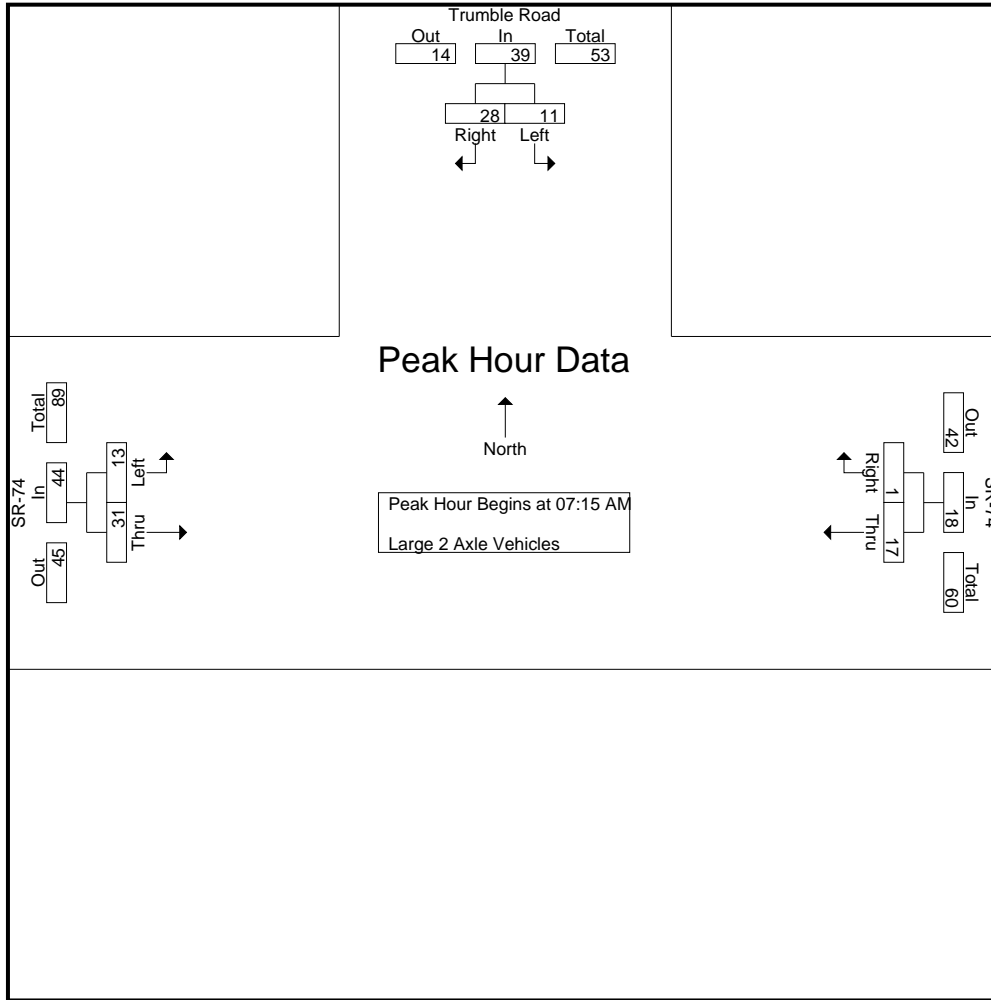 Trumble Road
Out In Total
14 39 53
28 11
Right Left
Peak Hour Data
North
Peak Hour Begins at 07:15 AM
Large 2 Axle Vehicles
SR-74
Total In Out
89 44 45
13 31
Left Thru
SR-74
Out In Total
42 18 60
1 17
Right Thru